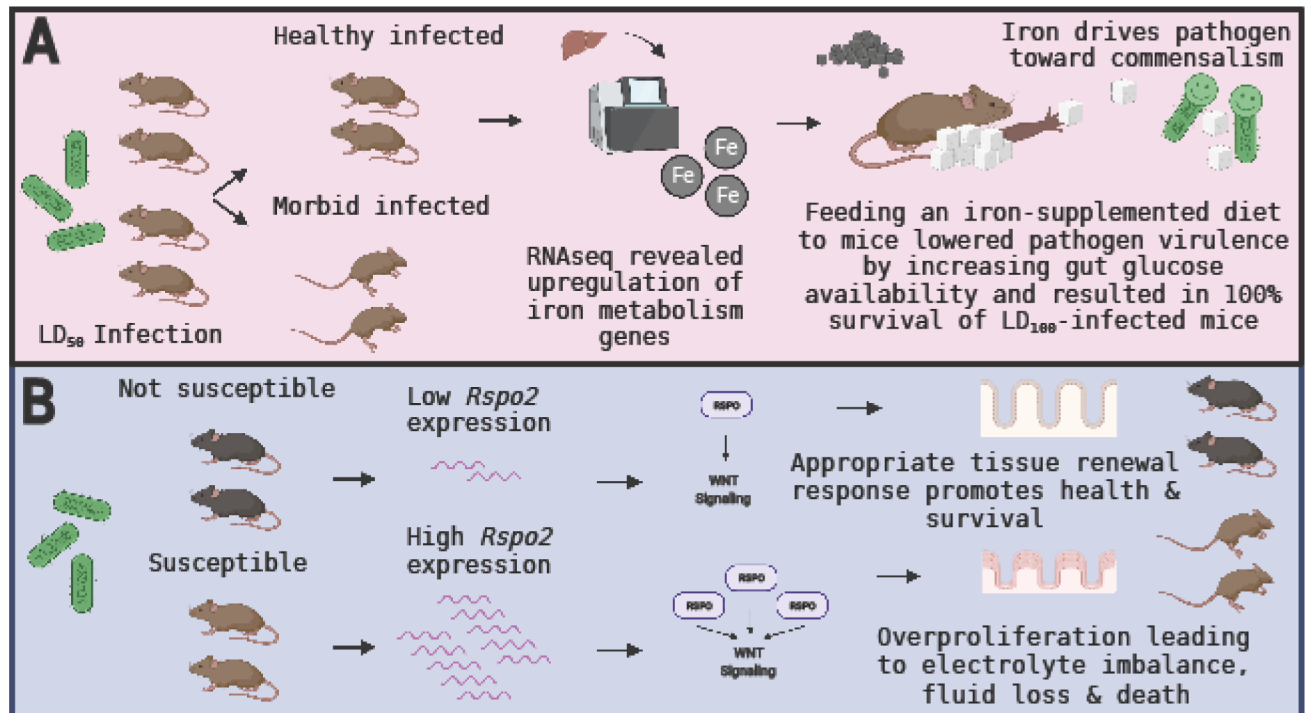 A
Healthy infected
Morbid infected
LD₅₀ Infection
Fe
Fe
Fe
RNAseq revealed
upregulation of
iron metabolism
genes
Iron drives pathogen
toward commensalism
Feeding an iron-supplemented diet
to mice lowered pathogen virulence
by increasing gut glucose
availability and resulted in 100%
survival of LD₁₀₀-infected mice
B
Not susceptible
Low Rspo2
expression
RSPO
WNT
Signaling
Appropriate tissue renewal
response promotes health &
survival
Susceptible
High Rspo2
expression
RSPO
RSPO
RSPO
WNT
Signaling
Overproliferation leading
to electrolyte imbalance,
fluid loss & death